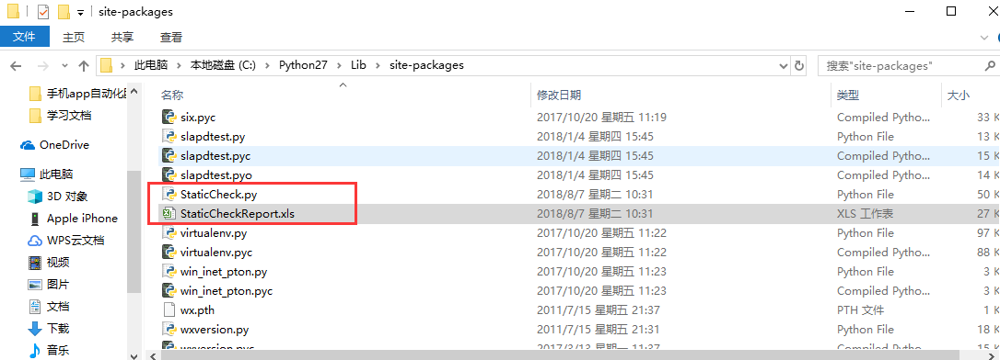 site-packages
文件 主页 共享 查看
此电脑 本地磁盘 (C:) Python27 Lib site-packages 搜索"site-packages"
手机app自动化
学习文档
OneDrive
此电脑
3D 对象
Apple iPhone
WPS云文档
视频
图片
文档
下载
音乐
名称 修改日期 类型 大小
six.pyc 2017/10/20 星期五 11:19 Compiled Pytho... 33 K
slapdtest.py 2018/1/4 星期四 15:45 Python File 13 K
slapdtest.pyc 2018/1/4 星期四 15:45 Compiled Pytho... 15 K
slapdtest.pyo 2018/1/4 星期四 15:45 Compiled Pytho... 14 K
StaticCheck.py 2018/8/7 星期二 10:31 Python File 50 K
StaticCheckReport.xls 2018/8/7 星期二 10:31 XLS 工作表 27 K
virtualenv.py 2017/10/20 星期五 11:22 Python File 97 K
virtualenv.pyc 2017/10/20 星期五 11:22 Compiled Pytho... 88 K
win_inet_pton.py 2017/10/20 星期五 11:23 Python File 3 K
win_inet_pton.pyc 2017/10/20 星期五 11:23 Compiled Pytho... 3 K
wx.pth 2011/7/15 星期五 21:37 PTH 文件 1 K
wxversion.py 2011/7/15 星期五 21:31 Python File 18 K